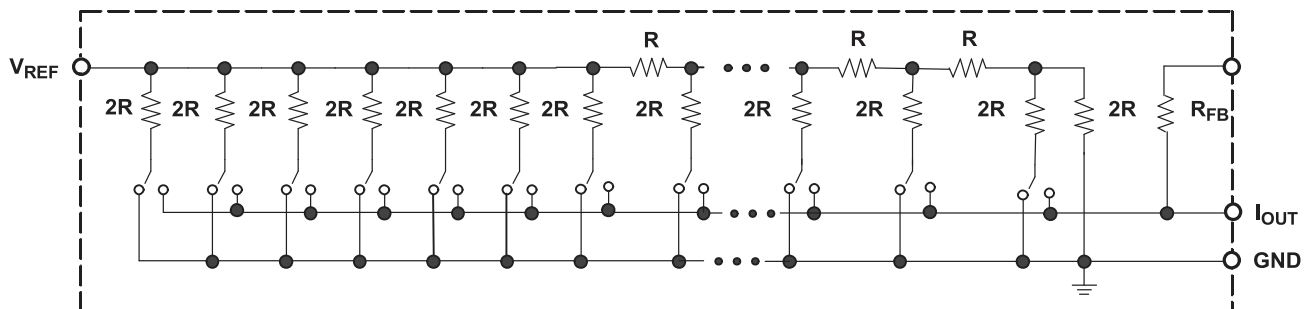 R R R
V_REF
2R 2R 2R 2R 2R 2R 2R 2R 2R 2R 2R 2R R_FB
I_OUT
GND